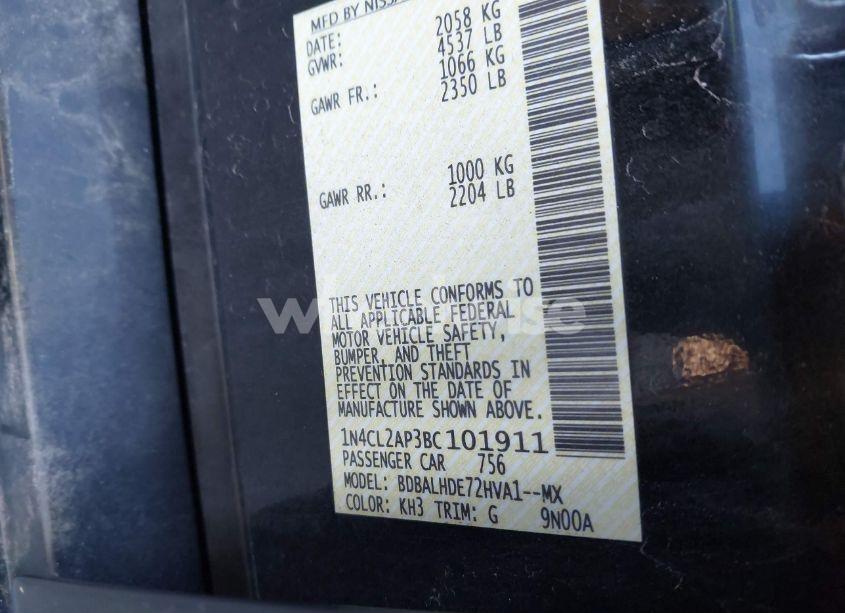 MFD BY NISSA
DATE:
GVWR: 2058 KG
4537 LB
GAWR FR.: 1066 KG
2350 LB
GAWR RR.: 1000 KG
2204 LB
THIS VEHICLE CONFORMS TO
ALL APPLICABLE FEDERAL
MOTOR VEHICLE SAFETY,
BUMPER, AND THEFT
PREVENTION STANDARDS IN
EFFECT ON THE DATE OF
MANUFACTURE SHOWN ABOVE.
1N4CL2AP3BC101911
PASSENGER CAR 756
MODEL: BDBALHDE72HVA1--MX
COLOR: KH3 TRIM: G 9N00A